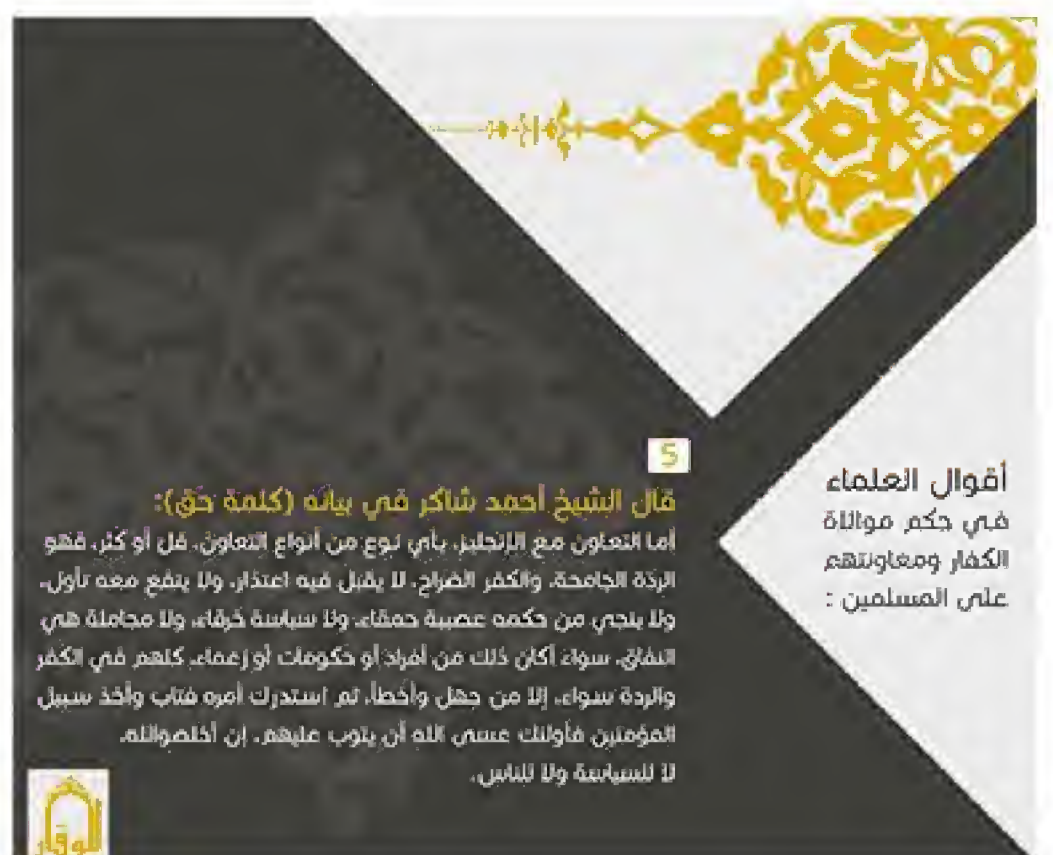 أقوال العلماء
في حكم موالاة
الكفار ومعاونتهم
على المسلمين :
5
قال الشيخ أحمد شاكر في بيانه (كلمة حق):
أما التعاون مع الإنجليز، بأي نوع من أنواع التعاون، قل أو كثر، فهو
الردّة الجامحة، والكفر الصّراح، لا يقبل فيه اعتذار، ولا ينفع معه تأول،
ولا ينجي من حكمه عصبية حمقاء، ولا سياسة خرقاء، ولا مجاملة هي
النفاق، سواء أكان ذلك من أفراد أو حكومات أو زعماء، كلهم في الكفر
والردة سواء، إلا من جهل وأخطأ، ثم استدرك أمره فتاب وأخذ سبيل
المؤمنين فأولئك عسى الله أن يتوب عليهم، إن أخلصوالله،
لا للسياسة ولا للناس.